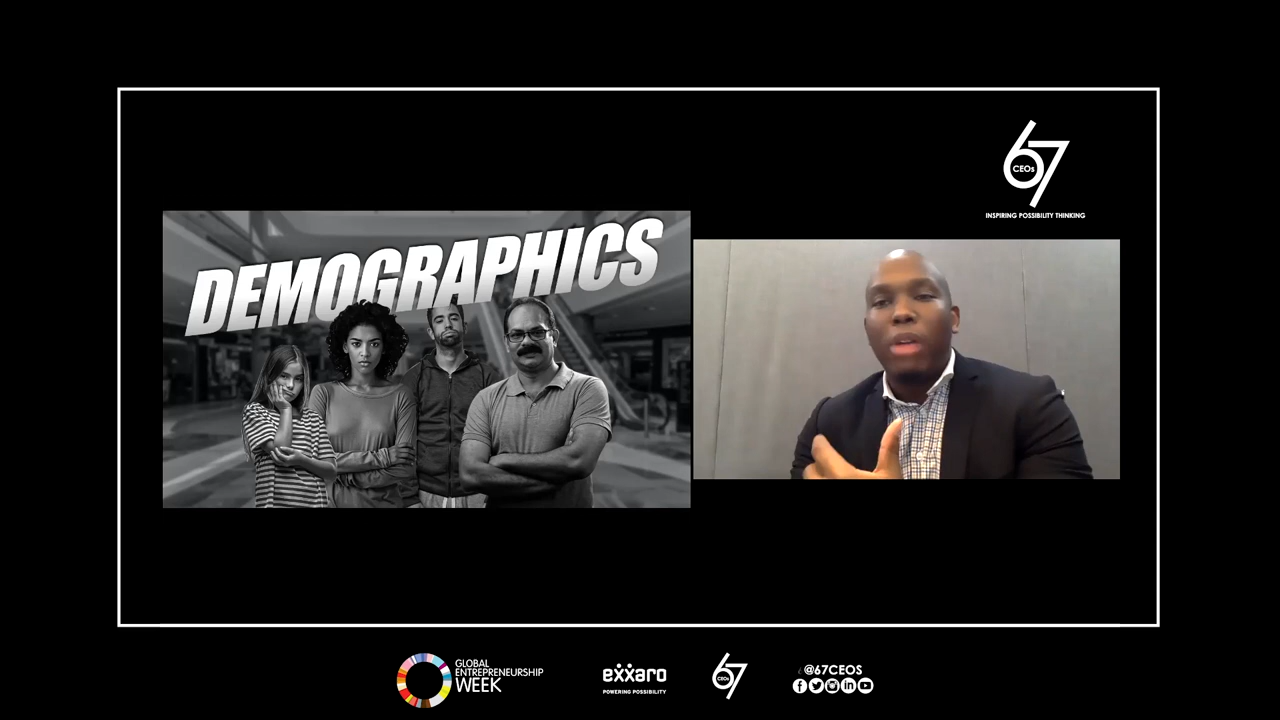 67
CEOs
INSPIRING POSSIBILITY THINKING
DEMOGRAPHICS
GLOBAL
ENTREPRENEURSHIP
WEEK
exxaro
POWERING POSSIBILITY
67
CEOs
@67CEOS